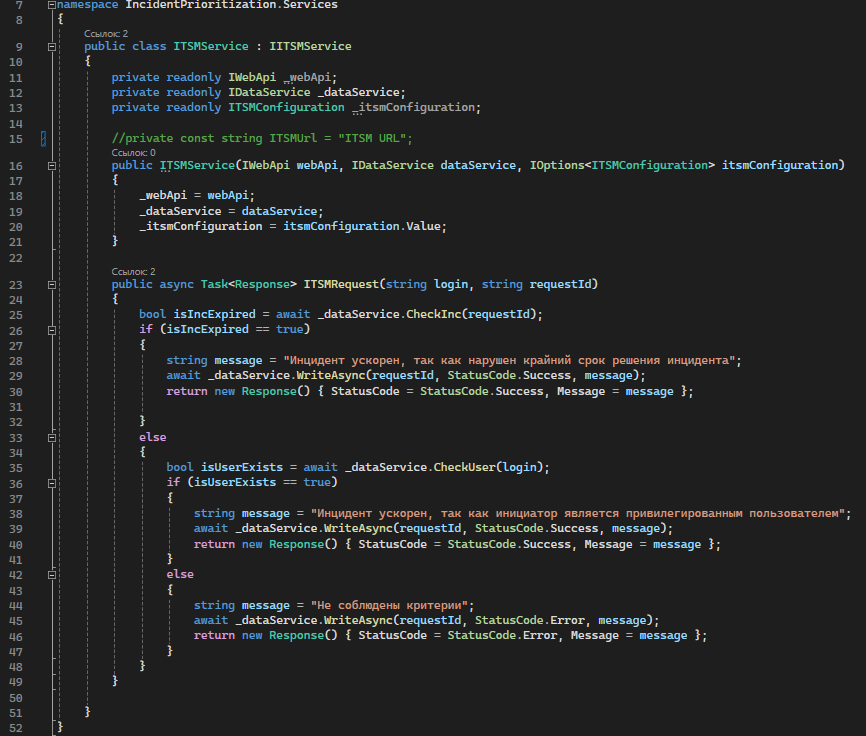 7 namespace IncidentPrioritization.Services
8 {
Ссылок: 2
9 public class ITSMService : IITSMService
10 {
11 private readonly IWebApi _webApi;
12 private readonly IDataService _dataService;
13 private readonly ITSMConfiguration _itsmConfiguration;
14
15 //private const string ITSMUrl = "ITSM URL";
Ссылок: 0
16 public ITSMService(IWebApi webApi, IDataService dataService, IOptions<ITSMConfiguration> itsmConfiguration)
17 {
18 _webApi = webApi;
19 _dataService = dataService;
20 _itsmConfiguration = itsmConfiguration.Value;
21 }
22
Ссылок: 2
23 public async Task<Response> ITSMRequest(string login, string requestId)
24 {
25 bool isIncExpired = await _dataService.CheckInc(requestId);
26 if (isIncExpired == true)
27 {
28 string message = "Инцидент ускорен, так как нарушен крайний срок решения инцидента";
29 await _dataService.WriteAsync(requestId, StatusCode.Success, message);
30 return new Response() { StatusCode = StatusCode.Success, Message = message };
31
32 }
33 else
34 {
35 bool isUserExists = await _dataService.CheckUser(login);
36 if (isUserExists == true)
37 {
38 string message = "Инцидент ускорен, так как инициатор является привилегированным пользователем";
39 await _dataService.WriteAsync(requestId, StatusCode.Success, message);
40 return new Response() { StatusCode = StatusCode.Success, Message = message };
41 }
42 else
43 {
44 string message = "Не соблюдены критерии";
45 await _dataService.WriteAsync(requestId, StatusCode.Error, message);
46 return new Response() { StatusCode = StatusCode.Error, Message = message };
47 }
48 }
49 }
50
51 }
52 }